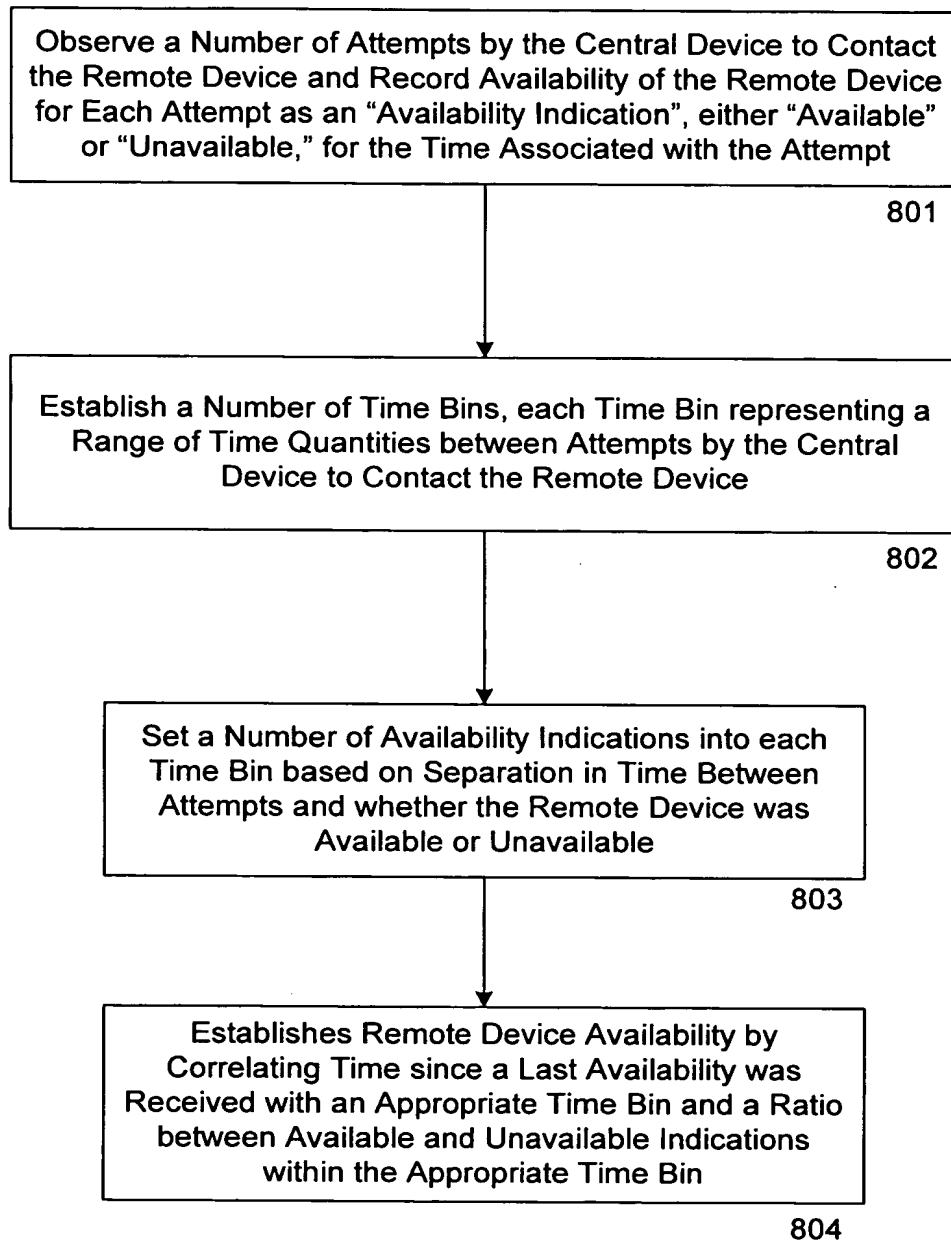 Observe a Number of Attempts by the Central Device to Contact
the Remote Device and Record Availability of the Remote Device
for Each Attempt as an “Availability Indication”, either “Available”
or “Unavailable,” for the Time Associated with the Attempt
801
Establish a Number of Time Bins, each Time Bin representing a
Range of Time Quantities between Attempts by the Central
Device to Contact the Remote Device
802
Set a Number of Availability Indications into each
Time Bin based on Separation in Time Between
Attempts and whether the Remote Device was
Available or Unavailable
803
Establishes Remote Device Availability by
Correlating Time since a Last Availability was
Received with an Appropriate Time Bin and a Ratio
between Available and Unavailable Indications
within the Appropriate Time Bin
804